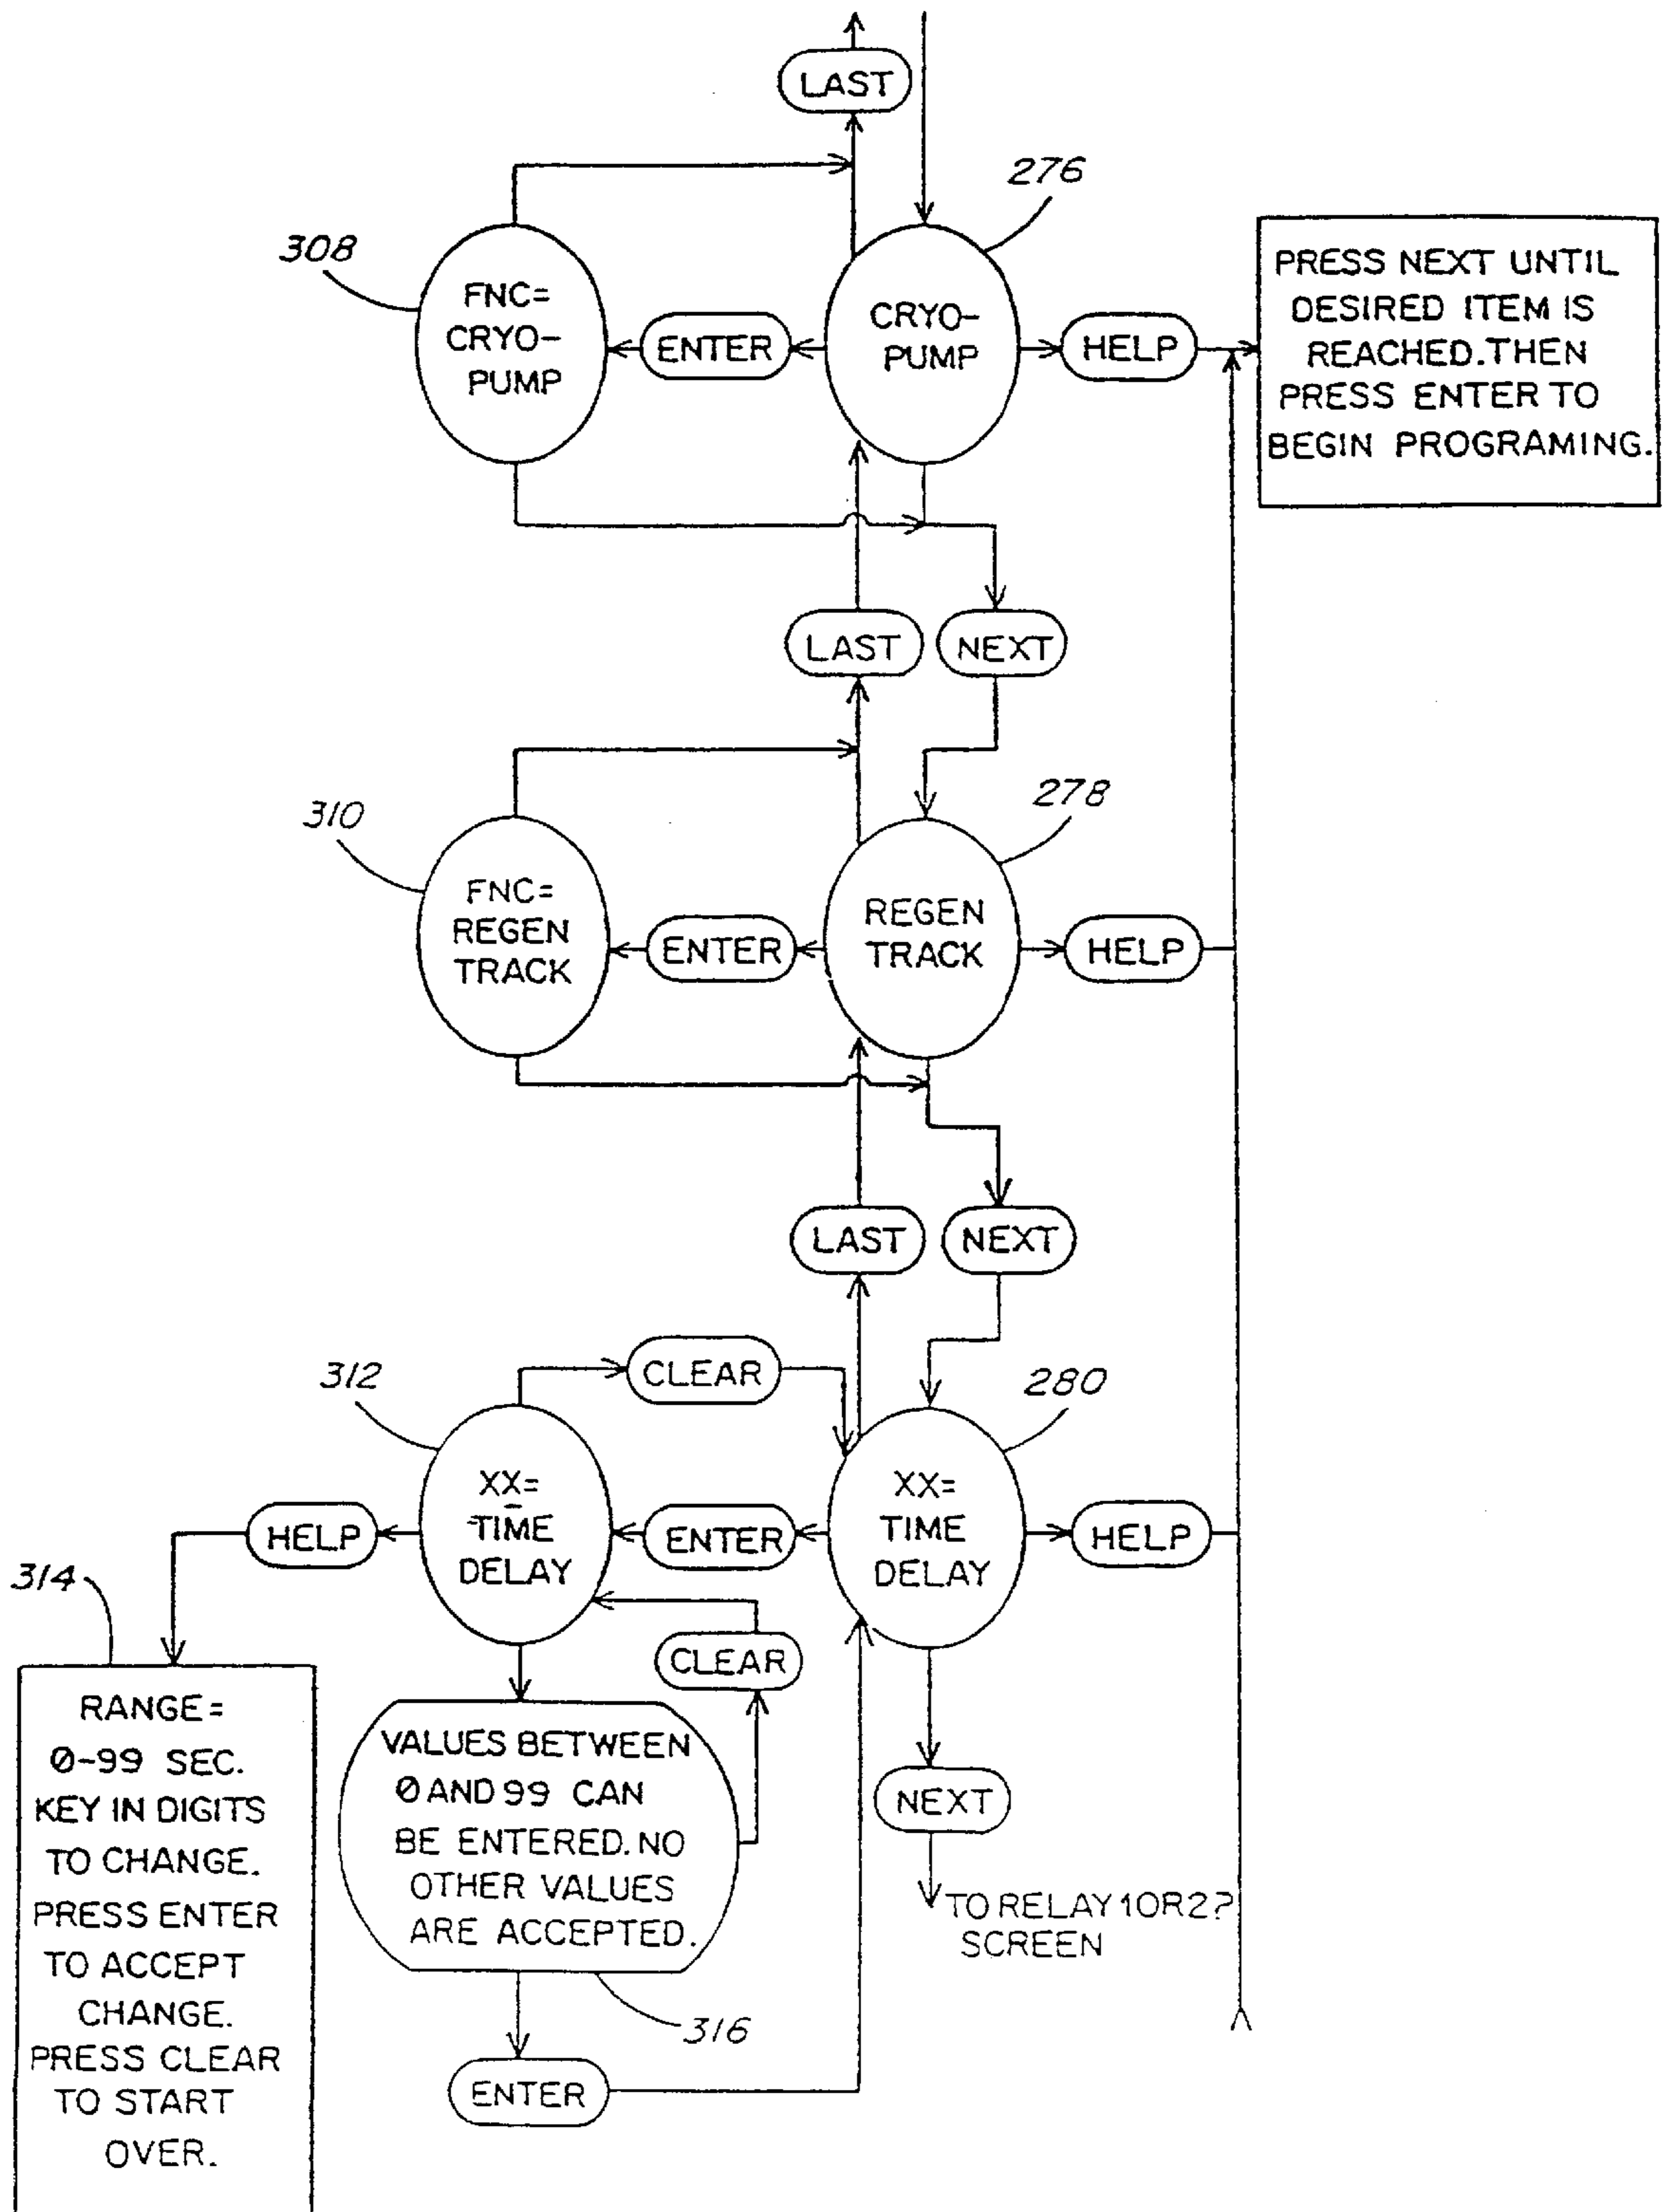 LAST
276
308
FNC=
CRYO-
PUMP
ENTER
CRYO-
PUMP
HELP
PRESS NEXT UNTIL
DESIRED ITEM IS
REACHED. THEN
PRESS ENTER TO
BEGIN PROGRAMING.
LAST
NEXT
278
310
FNC=
REGEN
TRACK
ENTER
REGEN
TRACK
HELP
LAST
NEXT
312
CLEAR
280
HELP
XX=
TIME
DELAY
ENTER
XX=
TIME
DELAY
HELP
314
CLEAR
RANGE=
0-99 SEC.
KEY IN DIGITS
TO CHANGE.
PRESS ENTER
TO ACCEPT
CHANGE.
PRESS CLEAR
TO START
OVER.
VALUES BETWEEN
0 AND 99 CAN
BE ENTERED. NO
OTHER VALUES
ARE ACCEPTED.
NEXT
TO RELAY 1 OR 2?
SCREEN
316
ENTER